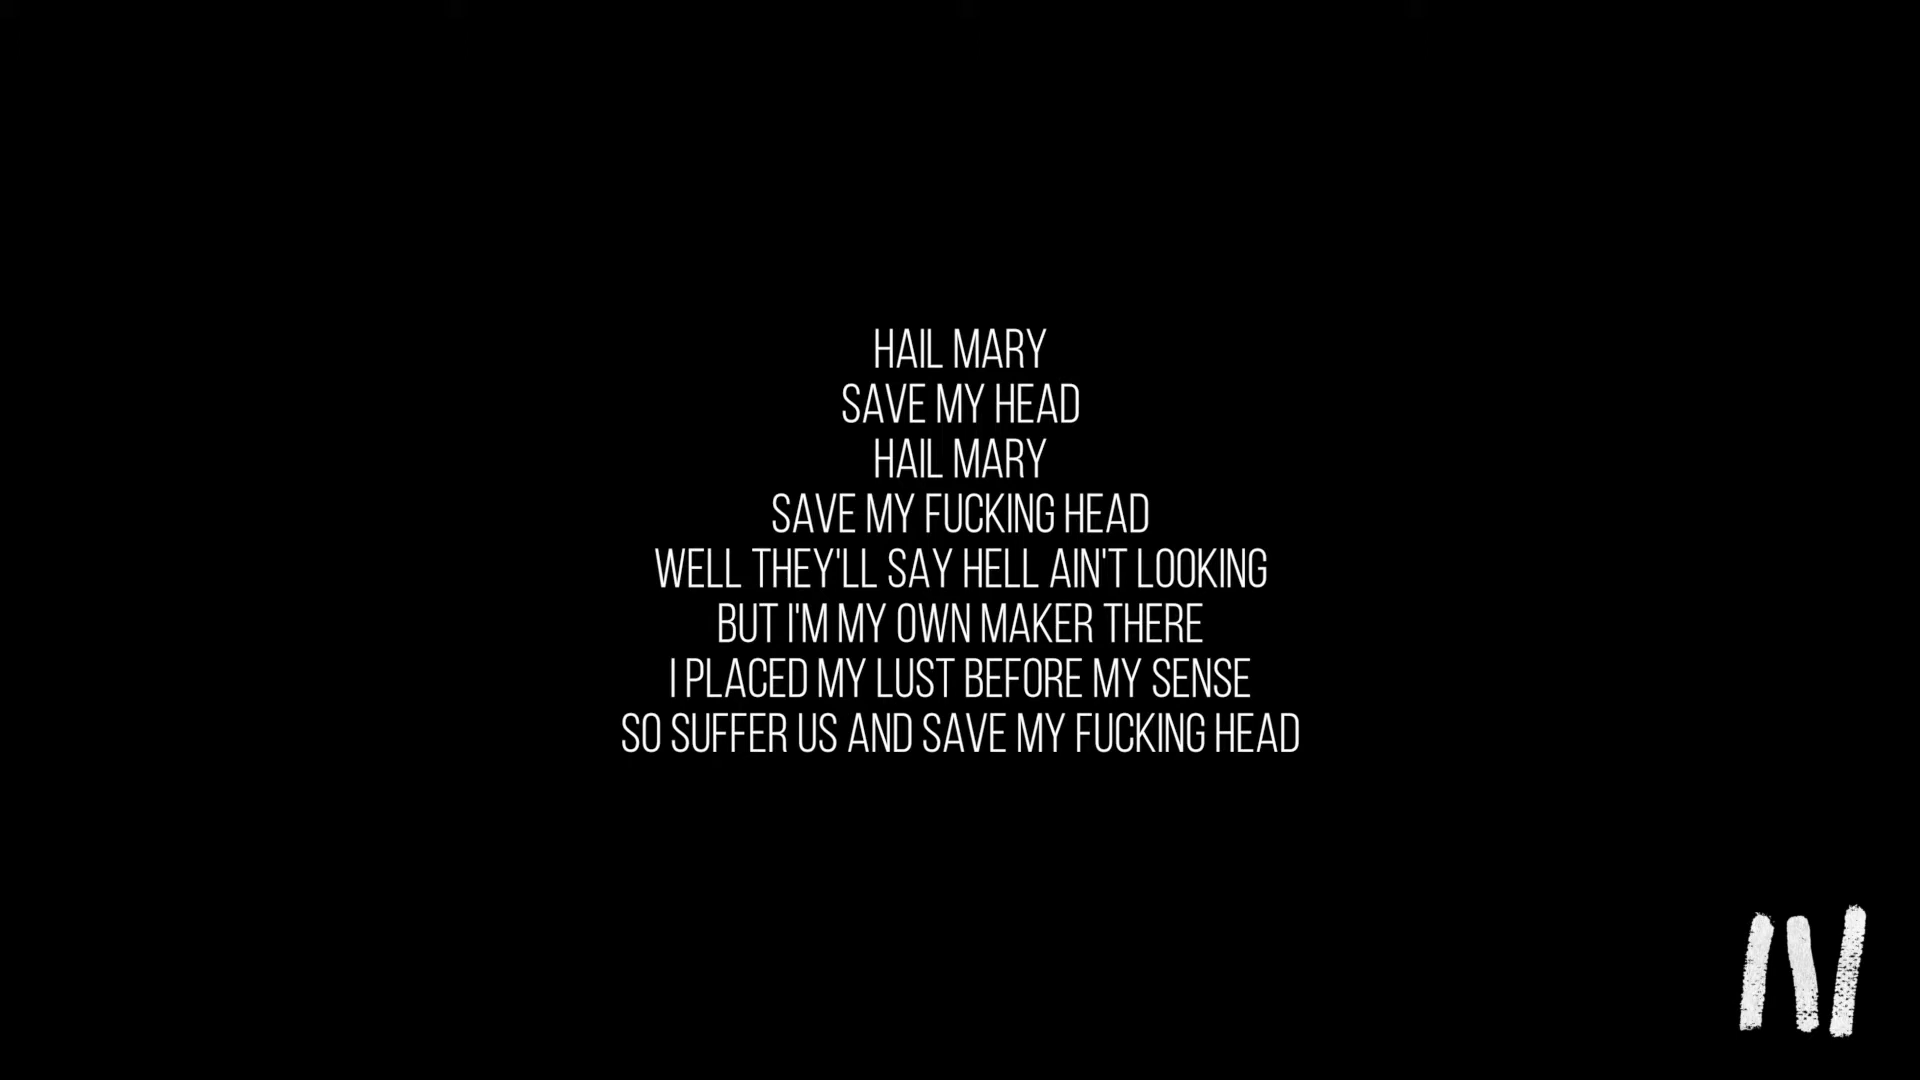 HAIL MARY
SAVE MY HEAD
HAIL MARY
SAVE MY FUCKING HEAD
WELL THEY'LL SAY HELL AIN'T LOOKING
BUT I'M MY OWN MAKER THERE
I PLACED MY LUST BEFORE MY SENSE
SO SUFFER US AND SAVE MY FUCKING HEAD